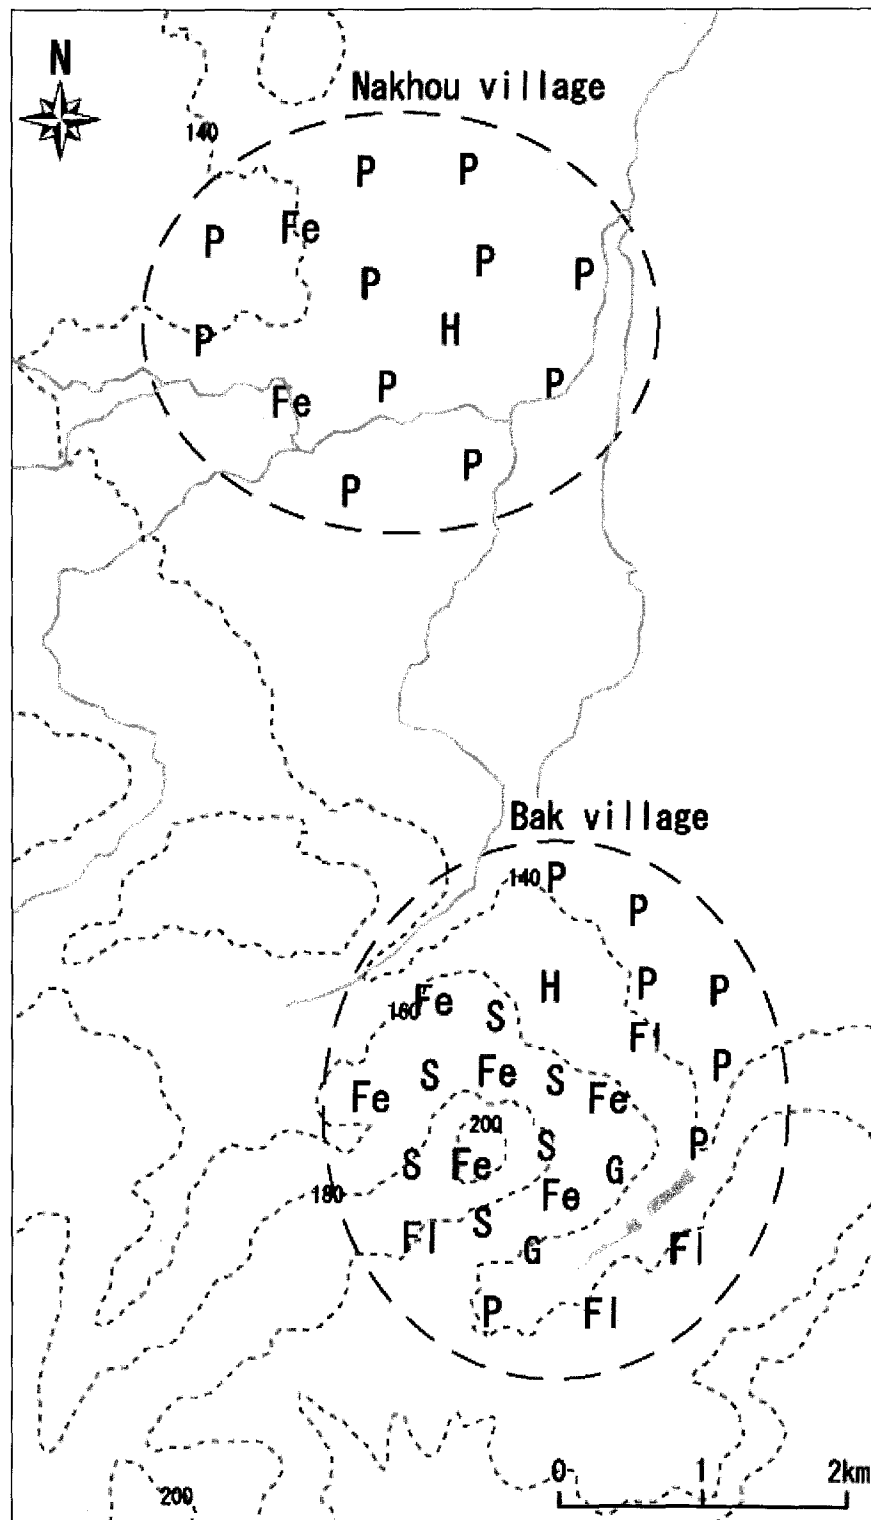 N
Nakhou village
140
P P
P Fe
P P P
H
P
P P
Fe
P
P
Bak village
140 P
P
H P P
160 Fe S
Fl
S Fe S P
Fe Fe
200
S P
S Fe G
180 Fe
S
Fl G Fl
P Fl
0 1 2km
200